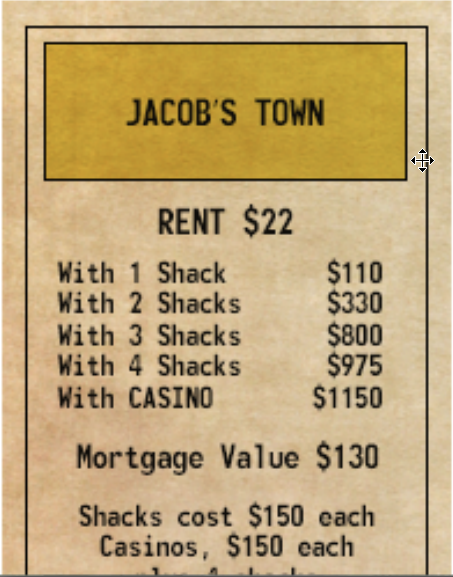 JACOB'S TOWN
RENT $22
With 1 Shack $110
With 2 Shacks $330
With 3 Shacks $800
With 4 Shacks $975
With CASINO $1150
Mortgage Value $130
Shacks cost $150 each
Casinos, $150 each